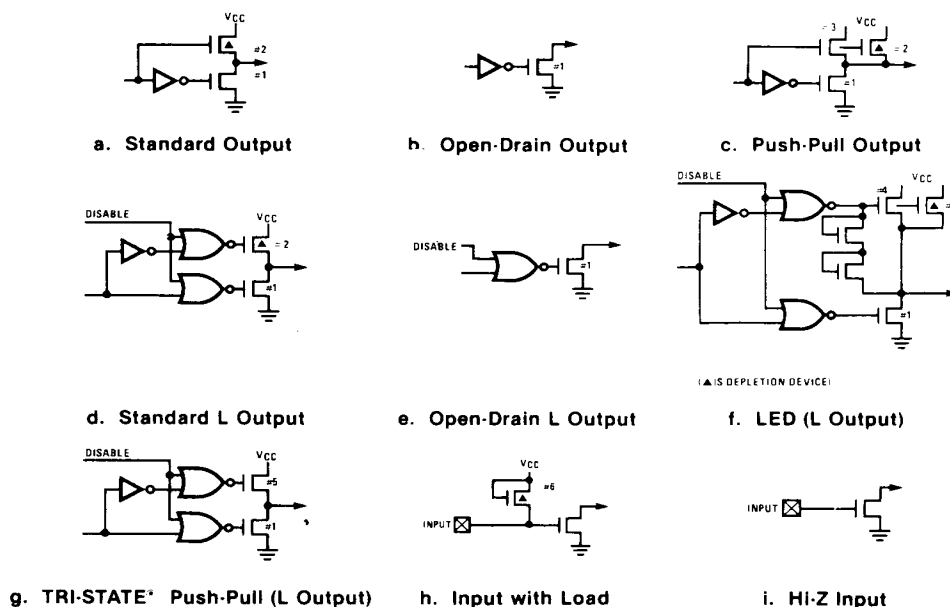 VCC
#2
#1
a. Standard Output
#1
b. Open-Drain Output
VCC
#3
#2
#1
c. Push-Pull Output
DISABLE
VCC
#2
#1
d. Standard L Output
DISABLE
#1
e. Open-Drain L Output
DISABLE
#4
VCC
#1
(▲ IS DEPLETION DEVICE)
f. LED (L Output)
DISABLE
VCC
#5
#1
g. TRI-STATE® Push-Pull (L Output)
VCC
#6
INPUT
h. Input with Load
INPUT
i. Hi-Z Input